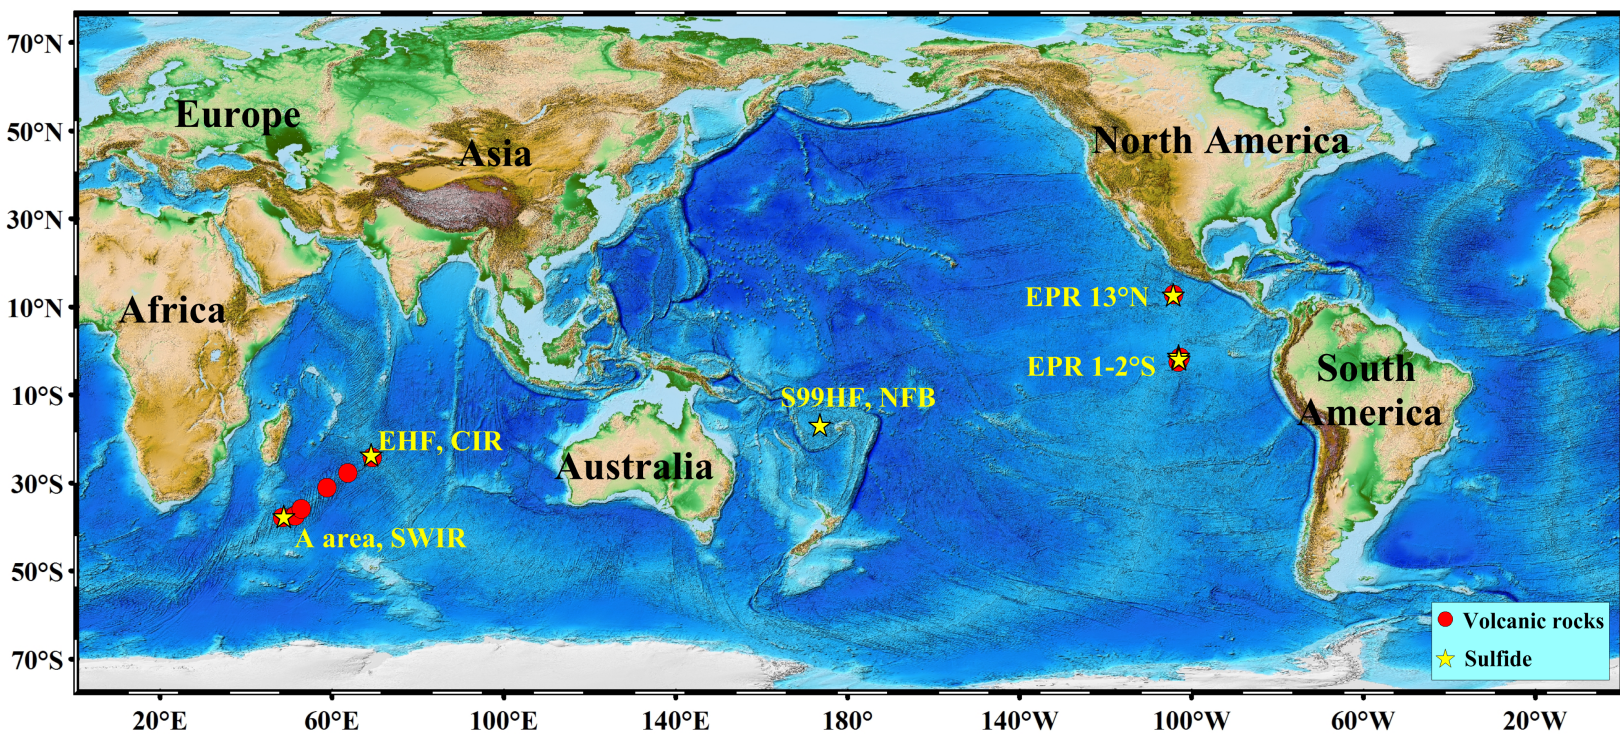 70°N
50°N
30°N
10°N
10°S
30°S
50°S
70°S
Europe
Asia
North America
Africa
EPR 13°N
EPR 1-2°S
South
America
S99HF, NFB
EHF, CIR
Australia
A area, SWIR
Volcanic rocks
Sulfide
20°E
60°E
100°E
140°E
180°
140°W
100°W
60°W
20°W